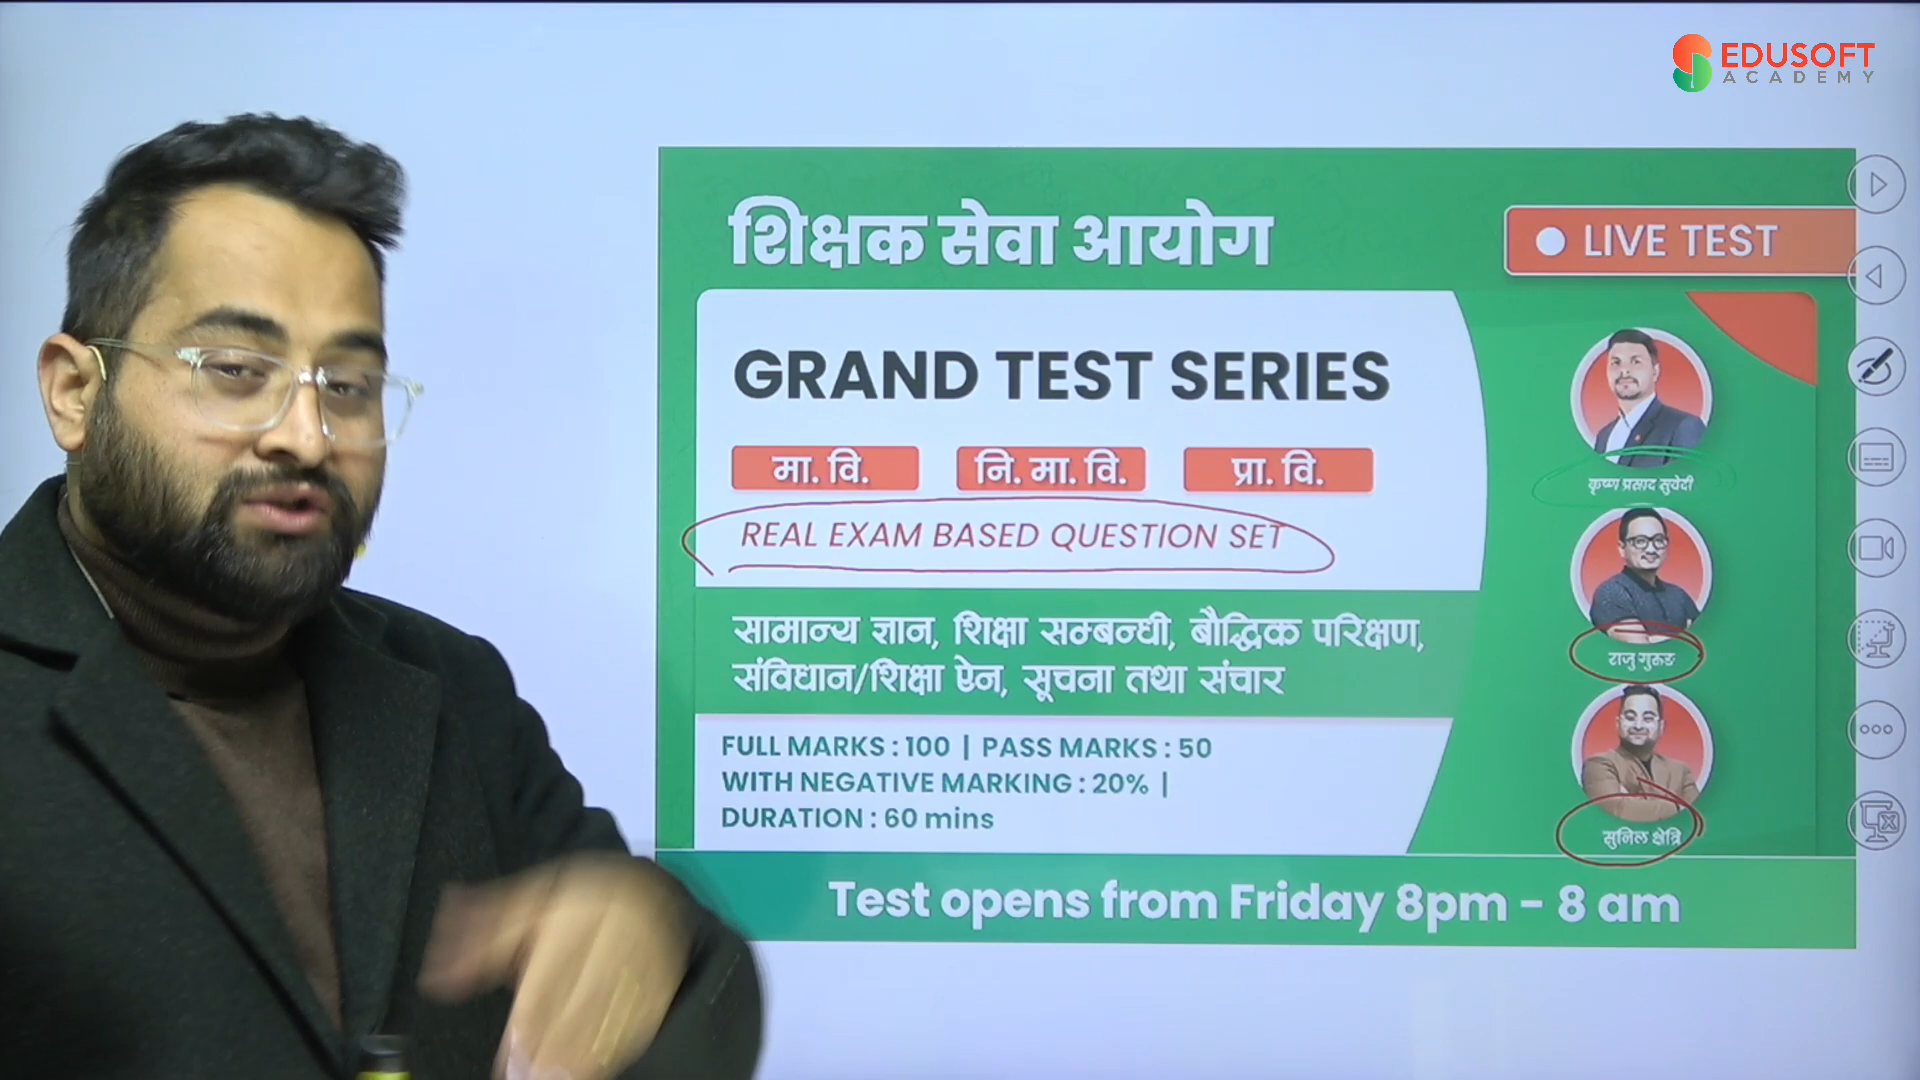 EDUSOFT
ACADEMY
शिक्षक सेवा आयोग
LIVE TEST
GRAND TEST SERIES
मा. वि. नि. मा. वि. प्रा. वि.
REAL EXAM BASED QUESTION SET
सामान्य ज्ञान, शिक्षा सम्बन्धी, बौद्धिक परिक्षण,
संविधान/शिक्षा ऐन, सूचना तथा संचार
FULL MARKS : 100 | PASS MARKS : 50
WITH NEGATIVE MARKING : 20% |
DURATION : 60 mins
कृष्ण प्रसाद सुवेदी
राजु गुरुङ
सुनिल क्षेत्रि
Test opens from Friday 8pm - 8 am